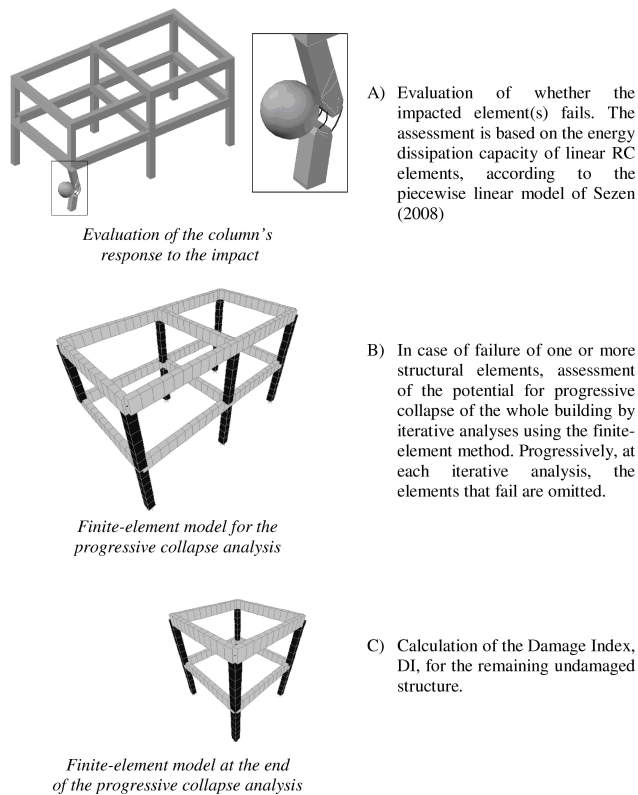 A) Evaluation of whether the
impacted element(s) fails. The
assessment is based on the energy
dissipation capacity of linear RC
elements, according to the
piecewise linear model of Sezen
(2008)
Evaluation of the column's
response to the impact
B) In case of failure of one or more
structural elements, assessment
of the potential for progressive
collapse of the whole building by
iterative analyses using the finite-
element method. Progressively, at
each iterative analysis, the
elements that fail are omitted.
Finite-element model for the
progressive collapse analysis
C) Calculation of the Damage Index,
DI, for the remaining undamaged
structure.
Finite-element model at the end
of the progressive collapse analysis